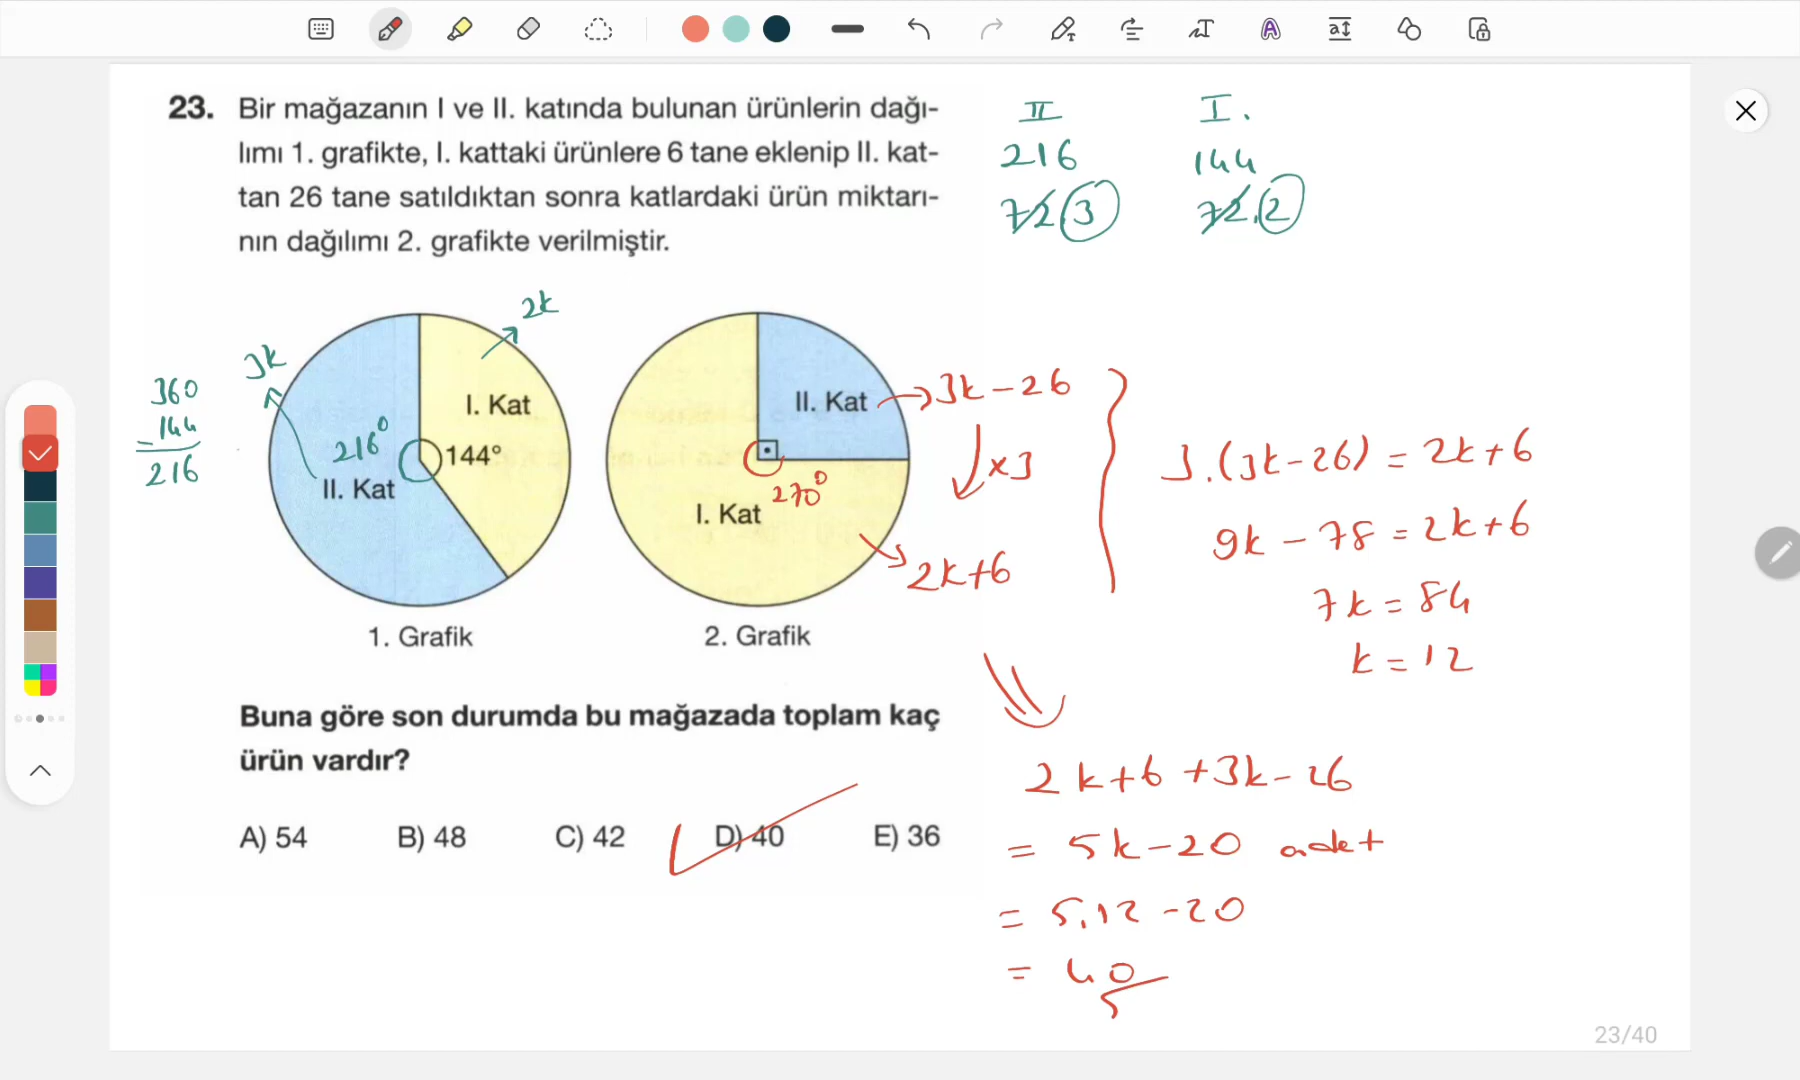 23. Bir mağazanın I ve II. katında bulunan ürünlerin dağı-
lımı 1. grafikte, I. kattaki ürünlere 6 tane eklenip II. kat-
tan 26 tane satıldıktan sonra katlardaki ürün miktarı-
nın dağılımı 2. grafikte verilmiştir.
II I.
216 144
72 3 72.2
360
- 144
216
3k
2k
216°
144°
I. Kat
II. Kat
1. Grafik
II. Kat
270°
I. Kat
2. Grafik
3k-26
x3
2k+6
3.(3k-26) = 2k+6
9k - 78 = 2k+6
7k = 84
k = 12
Buna göre son durumda bu mağazada toplam kaç
ürün vardır?
A) 54 B) 48 C) 42 D) 40 E) 36
2k+6 +3k-26
= 5k-20 adet
= 5.12 -20
= 40
23/40